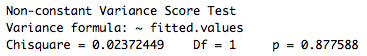 Non-constant Variance Score Test
Variance formula: ~ fitted.values
Chisquare = 0.02372449    Df = 1     p = 0.877588